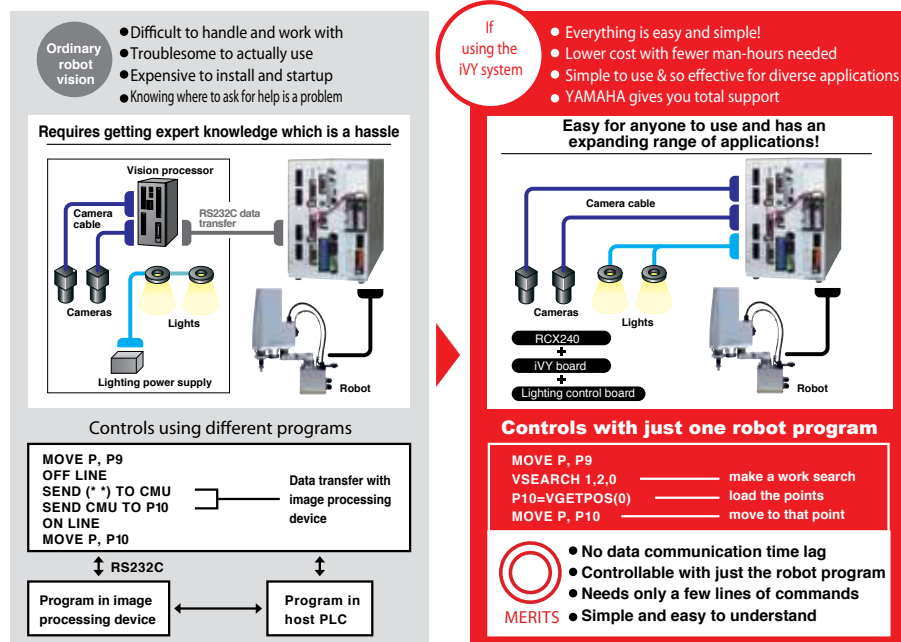 Ordinary
robot
vision
●Difficult to handle and work with
●Troublesome to actually use
●Expensive to install and startup
●Knowing where to ask for help is a problem
Requires getting expert knowledge which is a hassle
Vision processor
Camera
cable
RS232C data
transfer
Cameras
Lights
Lighting power supply
Robot
Controls using different programs
MOVE P, P9
OFF LINE
SEND (* *) TO CMU
SEND CMU TO P10
ON LINE
MOVE P, P10
Data transfer with
image processing
device
RS232C
Program in image
processing device
Program in
host PLC
If
using the
iVY system
● Everything is easy and simple!
● Lower cost with fewer man-hours needed
● Simple to use & so effective for diverse applications
● YAMAHA gives you total support
Easy for anyone to use and has an
expanding range of applications!
Camera cable
Cameras
Lights
RCX240
+
iVY board
+
Lighting control board
Robot
Controls with just one robot program
MOVE P, P9
VSEARCH 1,2,0 make a work search
P10=VGETPOS(0) load the points
MOVE P, P10 move to that point
MERITS
● No data communication time lag
● Controllable with just the robot program
● Needs only a few lines of commands
● Simple and easy to understand